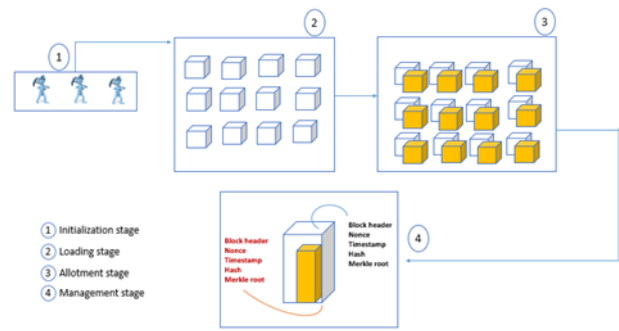 1
2
3
Block header
Nonce
Timestamp
Hash
Merkle root
Block header
Nonce
Timestamp
Hash
Merkle root
4
1 Initialization stage
2 Loading stage
3 Allotment stage
4 Management stage